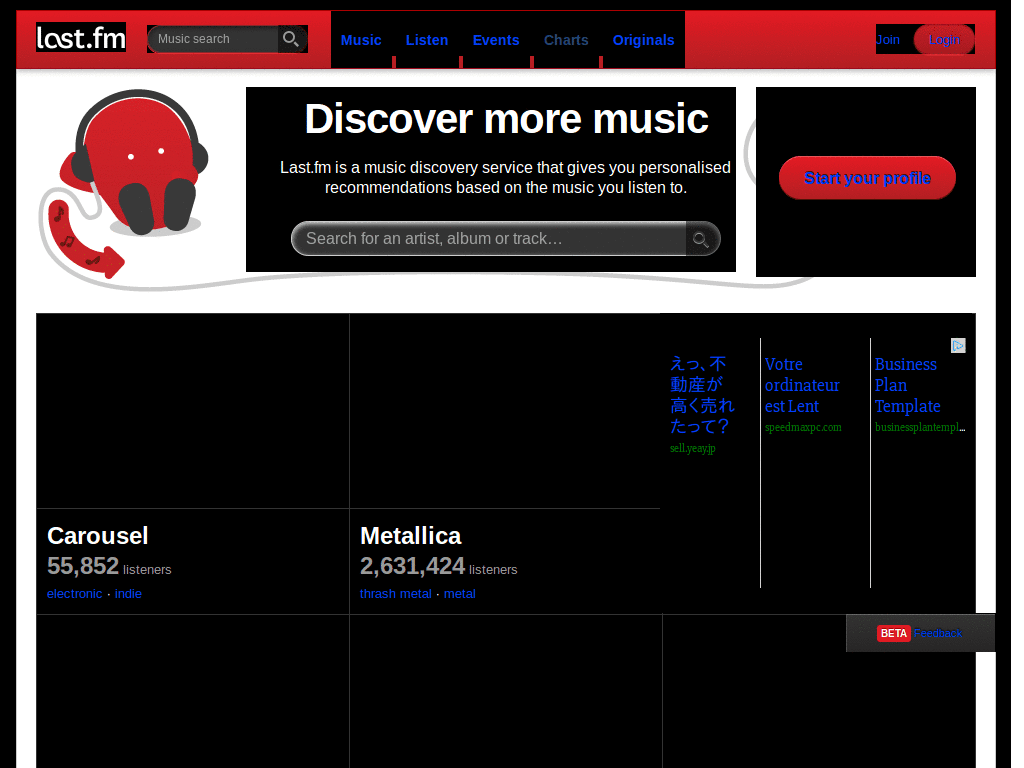 last.fm
Music search
Music Listen Events Charts Originals
Join Login
Discover more music
Last.fm is a music discovery service that gives you personalised
recommendations based on the music you listen to.
Search for an artist, album or track…
Start your profile
えっ、不
動産が
高く売れ
たって？
sell.yeay.jp
Votre
ordinateur
est Lent
speedmaxpc.com
Business
Plan
Template
businessplantempl...
Carousel
55,852 listeners
electronic · indie
Metallica
2,631,424 listeners
thrash metal · metal
BETA Feedback